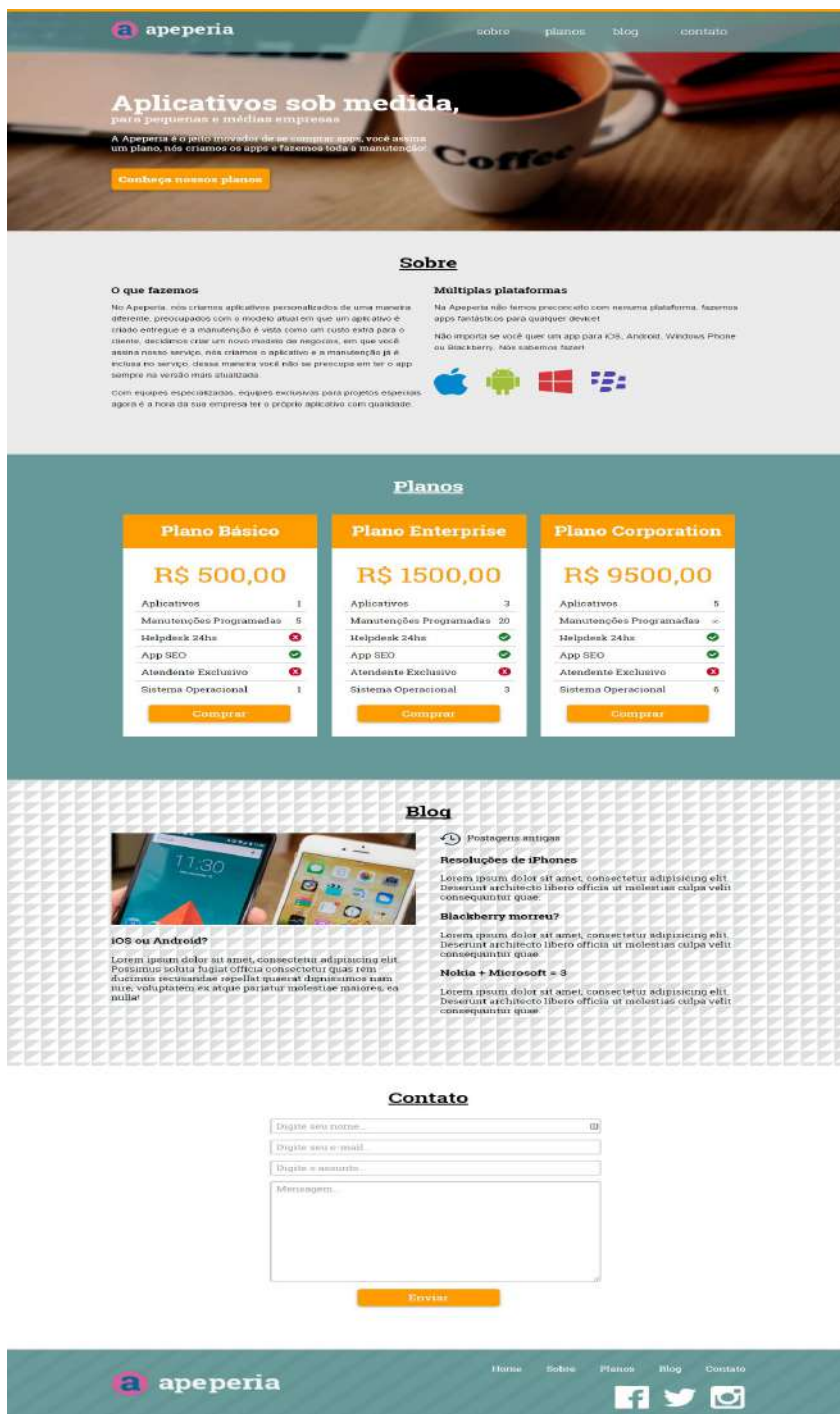 a apeperia
sobre planos blog contato
Aplicativos sob medida,
para pequenas e médias empresas
A Apeperia é o jeito inovador de se comprar apps, você assina
um plano, nós criamos os apps e fazemos toda a manutenção!
Coffee
Conheça nossos planos
Sobre
O que fazemos
No Apeperia, nós criamos aplicativos personalizados de uma maneira
diferente, preocupados com o modelo atual em que um aplicativo é
criado entregue e a manutenção é vista como um custo extra para o
cliente, decidimos criar um novo modelo de negocios, em que você
assina nosso serviço, nós criamos o aplicativo e a manutenção já é
inclusa no serviço, dessa maneira você não se preocupa em ter o app
sempre na versão mais atualizada.
Com equipes especializadas, equipes exclusivas para projetos especiais,
agora é a hora da sua empresa ter o próprio aplicativo com qualidade.
Múltiplas plataformas
Na Apeperia não temos preconceito com nenuma plataforma, fazemos
apps fantásticos para qualquer device!
Não importa se você quer um app para iOS, Android, Windows Phone
ou Blackberry. Nós sabemos fazer!
Planos
Plano Básico
R$ 500,00
Aplicativos 1
Manutenções Programadas 5
Helpdesk 24hs
App SEO
Atendente Exclusivo
Sistema Operacional 1
Comprar
Plano Enterprise
R$ 1500,00
Aplicativos 3
Manutenções Programadas 20
Helpdesk 24hs
App SEO
Atendente Exclusivo
Sistema Operacional 3
Comprar
Plano Corporation
R$ 9500,00
Aplicativos 5
Manutenções Programadas ∞
Helpdesk 24hs
App SEO
Atendente Exclusivo
Sistema Operacional
Comprar
Blog
11:30
iOS ou Android?
Lorem ipsum dolor sit amet, consectetur adipisicing elit.
Possimus soluta fugiat officia consectetur quas rem
ducimus recusandae repellat quaerat dignissimos nam
iure, voluptatem ex atque pariatur molestiae maiores, ea
nulla!
Postagens antigas
Resoluções de iPhones
Lorem ipsum dolor sit amet, consectetur adipisicing elit.
Deserunt architecto libero officia ut molestias culpa velit
consequuntur quae.
Blackberry morreu?
Lorem ipsum dolor sit amet, consectetur adipisicing elit.
Deserunt architecto libero officia ut molestias culpa velit
consequuntur quae.
Nokia + Microsoft = 3
Lorem ipsum dolor sit amet, consectetur adipisicing elit.
Deserunt architecto libero officia ut molestias culpa velit
consequuntur quae.
Contato
Digite seu nome...
Digite seu e-mail...
Digite o assunto...
Mensagem...
Enviar
a apeperia
Home Sobre Planos Blog Contato